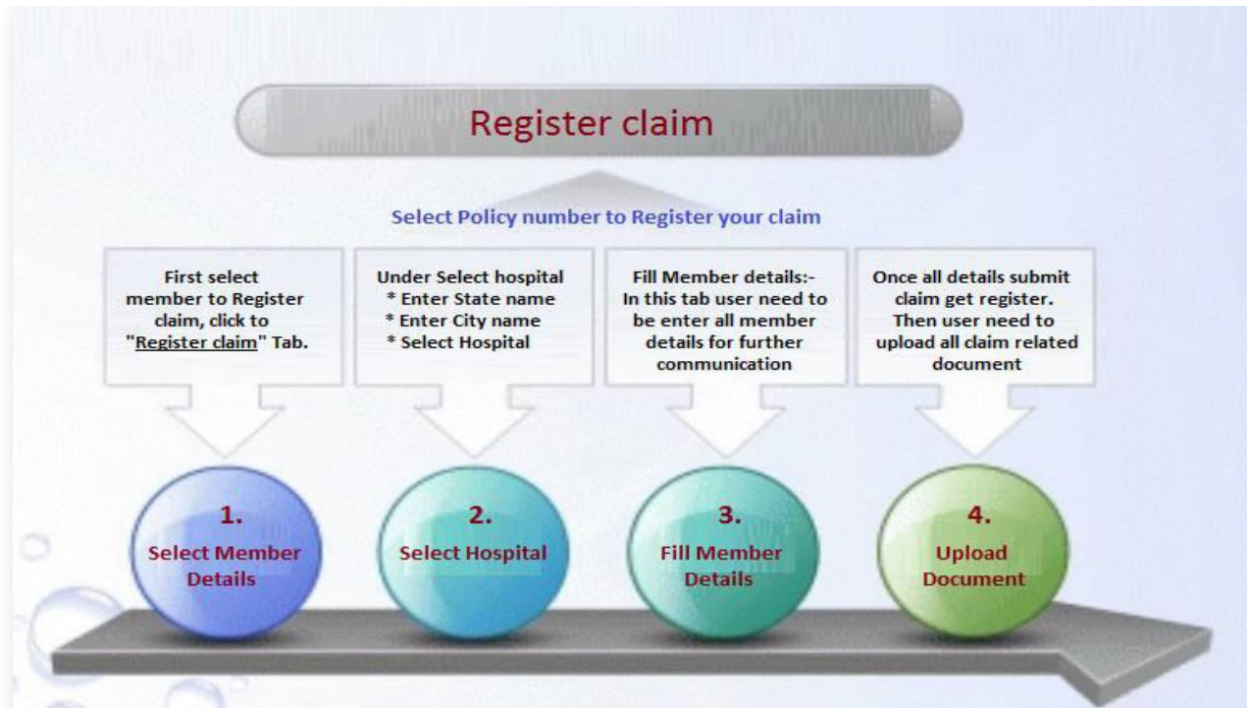 Register claim
Select Policy number to Register your claim
First select
member to Register
claim, click to
"Register claim" Tab.
Under Select hospital
* Enter State name
* Enter City name
* Select Hospital
Fill Member details:-
In this tab user need to
be enter all member
details for further
communication
Once all details submit
claim get register.
Then user need to
upload all claim related
document
1.
Select Member
Details
2.
Select Hospital
3.
Fill Member
Details
4.
Upload
Document